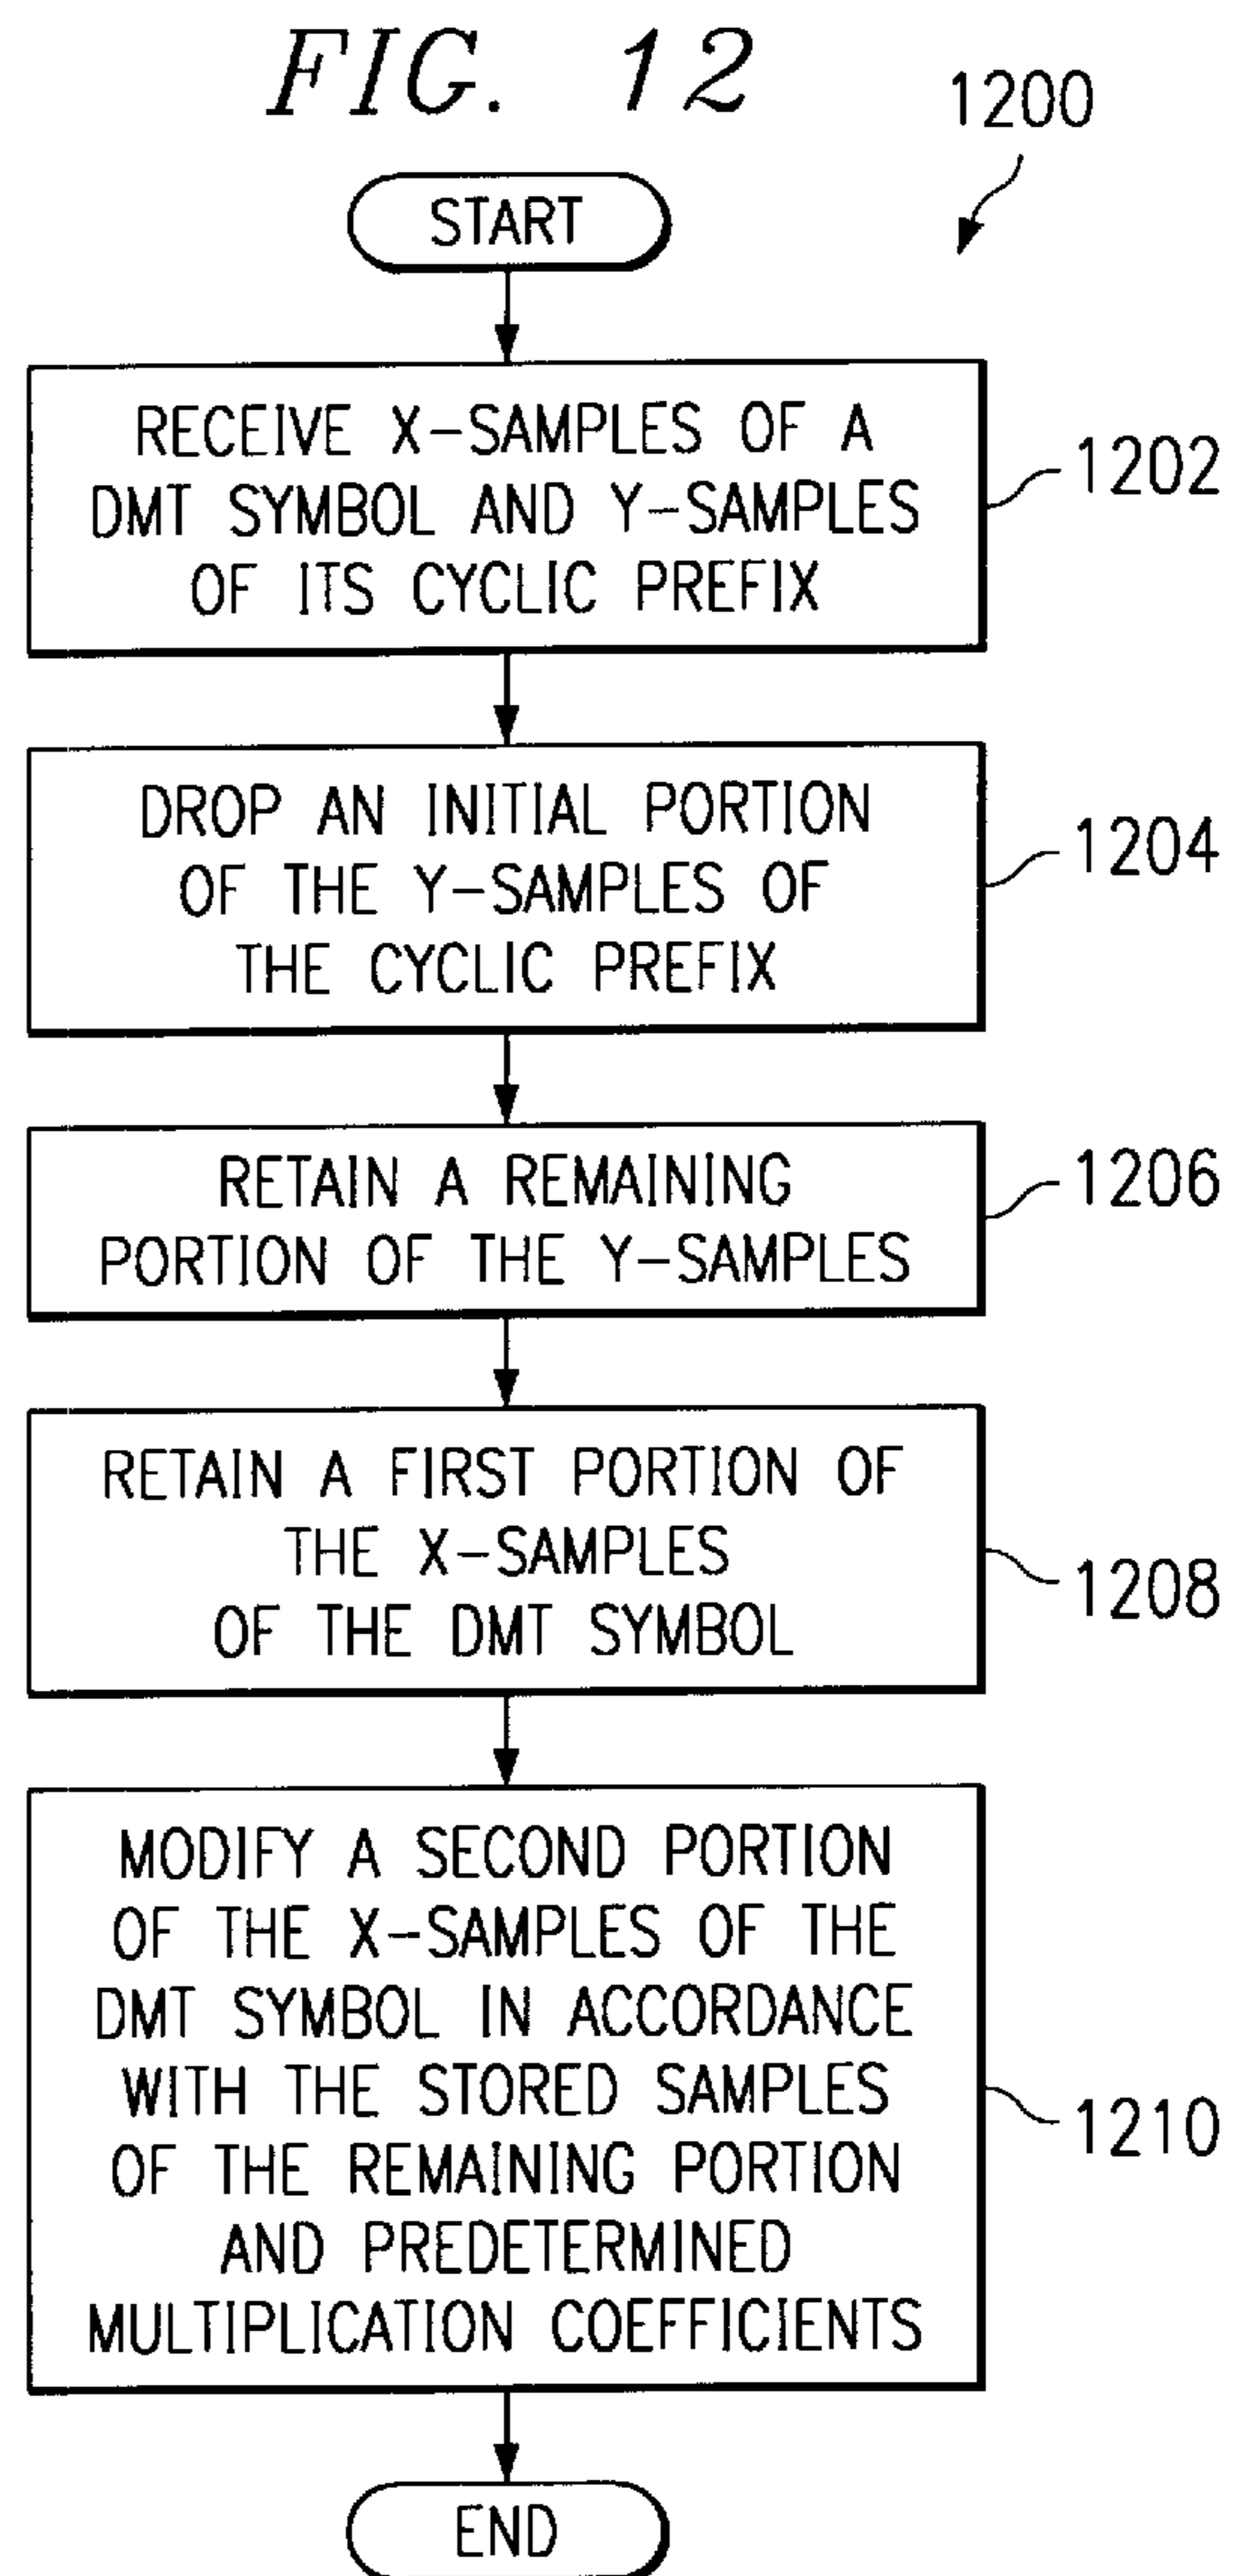 FIG. 12
1200
START
RECEIVE X-SAMPLES OF A
DMT SYMBOL AND Y-SAMPLES
OF ITS CYCLIC PREFIX
1202
DROP AN INITIAL PORTION
OF THE Y-SAMPLES OF
THE CYCLIC PREFIX
1204
RETAIN A REMAINING
PORTION OF THE Y-SAMPLES
1206
RETAIN A FIRST PORTION OF
THE X-SAMPLES
OF THE DMT SYMBOL
1208
MODIFY A SECOND PORTION
OF THE X-SAMPLES OF THE
DMT SYMBOL IN ACCORDANCE
WITH THE STORED SAMPLES
OF THE REMAINING PORTION
AND PREDETERMINED
MULTIPLICATION COEFFICIENTS
1210
END